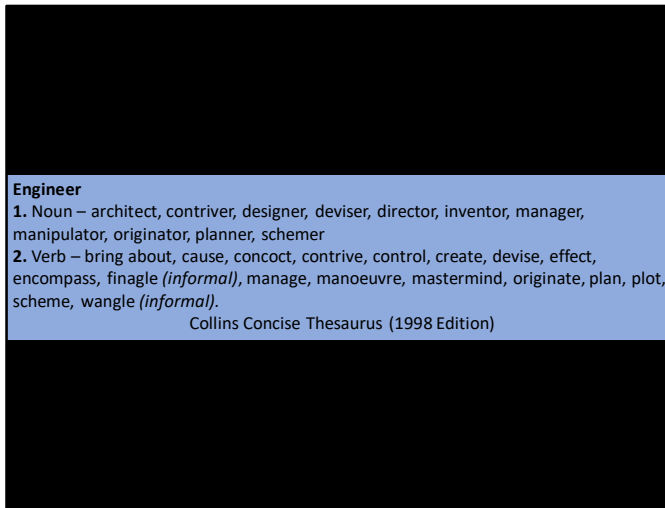 Engineer
1. Noun – architect, contriver, designer, deviser, director, inventor, manager,
manipulator, originator, planner, schemer
2. Verb – bring about, cause, concoct, contrive, control, create, devise, effect,
encompass, finagle (informal), manage, manoeuvre, mastermind, originate, plan, plot,
scheme, wangle (informal).
Collins Concise Thesaurus (1998 Edition)